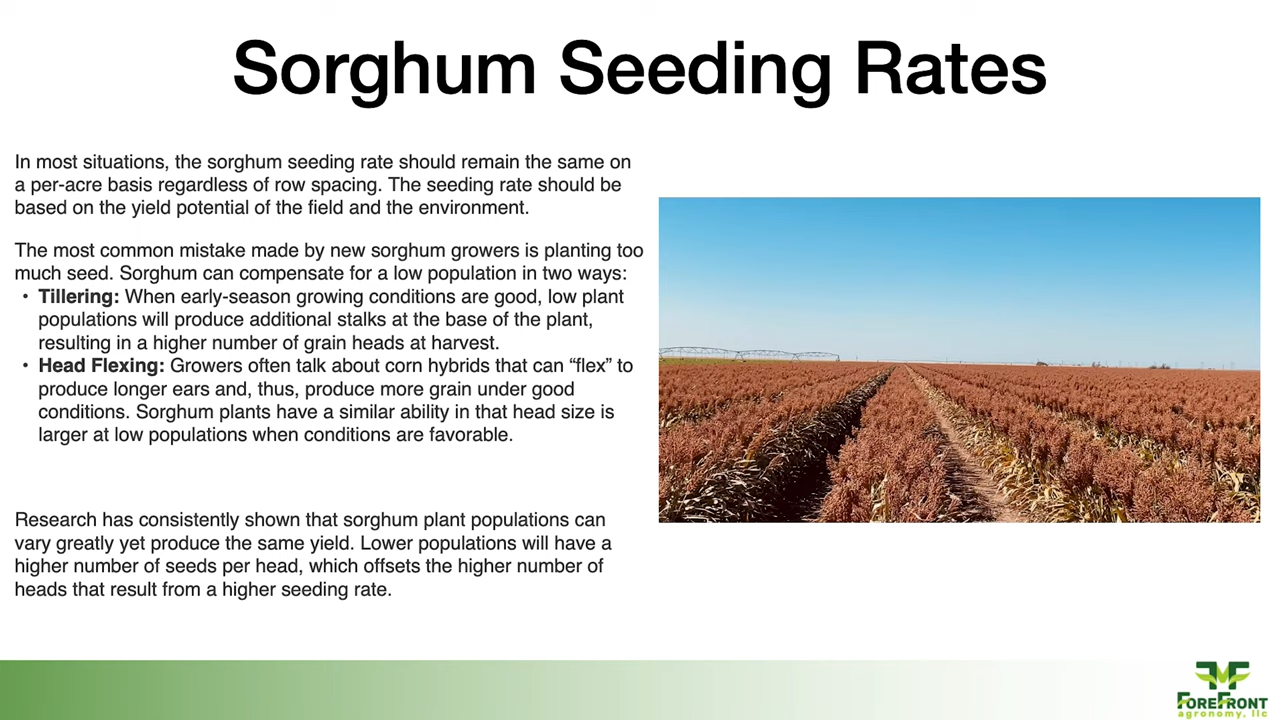 Sorghum Seeding Rates
In most situations, the sorghum seeding rate should remain the same on
a per-acre basis regardless of row spacing. The seeding rate should be
based on the yield potential of the field and the environment.
The most common mistake made by new sorghum growers is planting too
much seed. Sorghum can compensate for a low population in two ways:
• Tillering: When early-season growing conditions are good, low plant
populations will produce additional stalks at the base of the plant,
resulting in a higher number of grain heads at harvest.
• Head Flexing: Growers often talk about corn hybrids that can “flex” to
produce longer ears and, thus, produce more grain under good
conditions. Sorghum plants have a similar ability in that head size is
larger at low populations when conditions are favorable.
Research has consistently shown that sorghum plant populations can
vary greatly yet produce the same yield. Lower populations will have a
higher number of seeds per head, which offsets the higher number of
heads that result from a higher seeding rate.
FOREFRONT
agronomy, llc